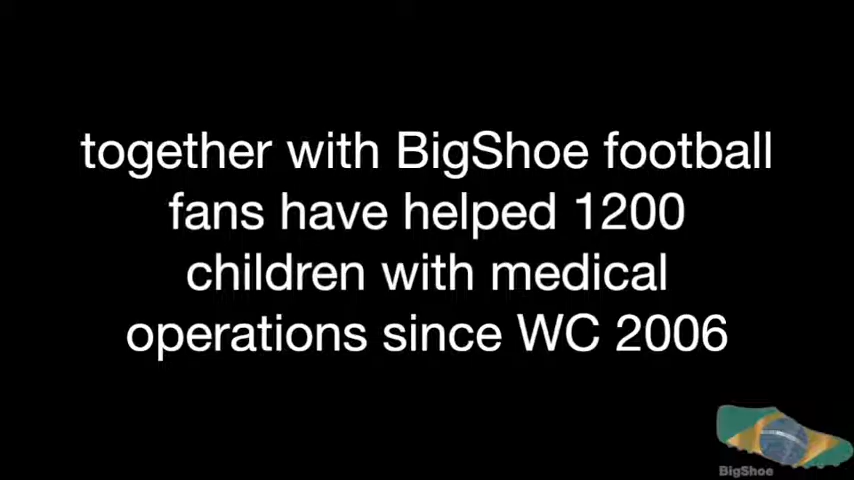 together with BigShoe football
fans have helped 1200
children with medical
operations since WC 2006
BigShoe